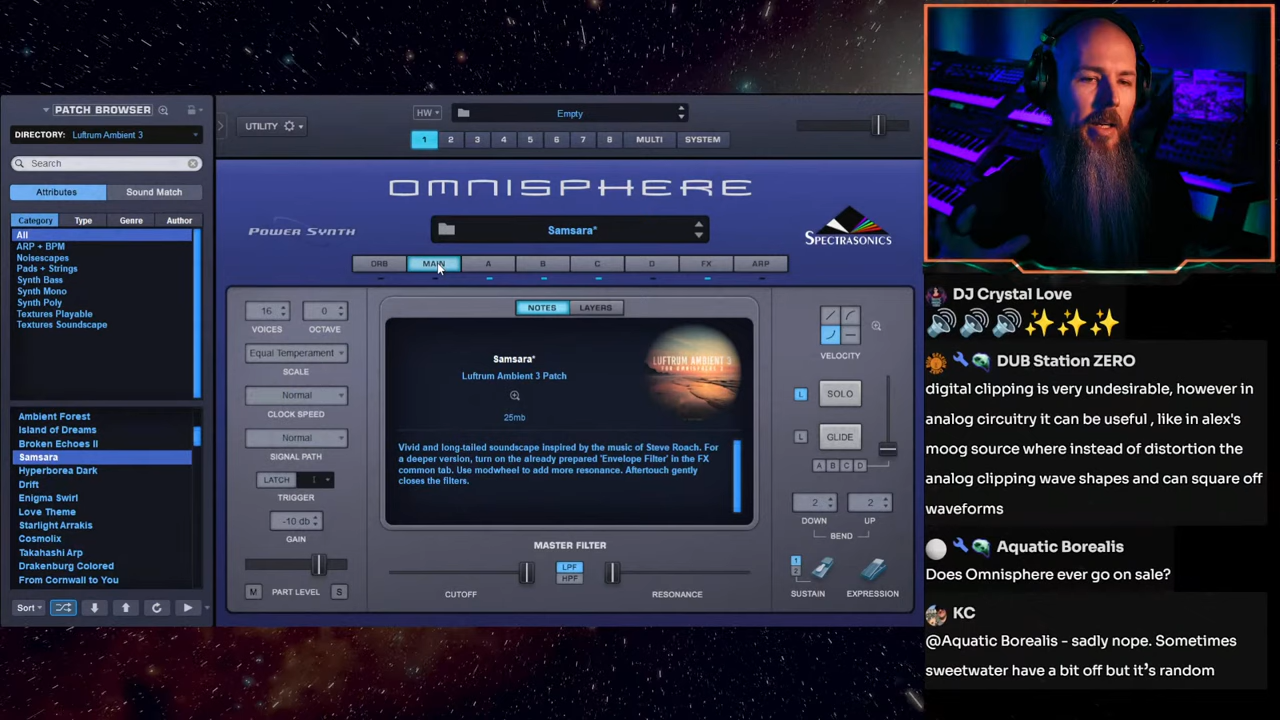 PATCH BROWSER
DIRECTORY: Luftrum Ambient 3
Search
Attributes
Sound Match
Category
Type
Genre
Author
All
ARP + BPM
Noisescapes
Pads + Strings
Synth Bass
Synth Mono
Synth Poly
Textures Playable
Textures Soundscape
Ambient Forest
Island of Dreams
Broken Echoes II
Samsara
Hyperborea Dark
Drift
Enigma Swirl
Love Theme
Starlight Arrakis
Cosmolix
Takahashi Arp
Drakenburg Colored
From Cornwall to You
Sort
UTILITY
HW
Empty
1
2
3
4
5
6
7
8
MULTI
SYSTEM
OMNISPHERE
POWER SYNTH
Samsara*
SPECTRASONICS
ORB
MAIN
A
B
C
D
FX
ARP
16
0
VOICES
OCTAVE
Equal Temperament
SCALE
Normal
CLOCK SPEED
Normal
SIGNAL PATH
LATCH
TRIGGER
-10 db
GAIN
M
PART LEVEL
S
NOTES
LAYERS
Samsara*
Luftrum Ambient 3 Patch
25mb
LUFTRUM AMBIENT 3
Vivid and long-tailed soundscape inspired by the music of Steve Roach. For
a deeper version, turn on the already prepared 'Envelope Filter' in the FX
common tab. Use modwheel to add more resonance. Aftertouch gently
closes the filters.
MASTER FILTER
LPF
HPF
CUTOFF
RESONANCE
VELOCITY
L
SOLO
L
GLIDE
A B C D
2
2
DOWN
UP
BEND
1
2
SUSTAIN
EXPRESSION
DJ Crystal Love
🔊🔊🔊✨✨✨
DUB Station ZERO
digital clipping is very undesirable, however in
analog circuitry it can be useful , like in alex's
moog source where instead of distortion the
analog clipping wave shapes and can square off
waveforms
Aquatic Borealis
Does Omnisphere ever go on sale?
KC
@Aquatic Borealis - sadly nope. Sometimes
sweetwater have a bit off but it's random